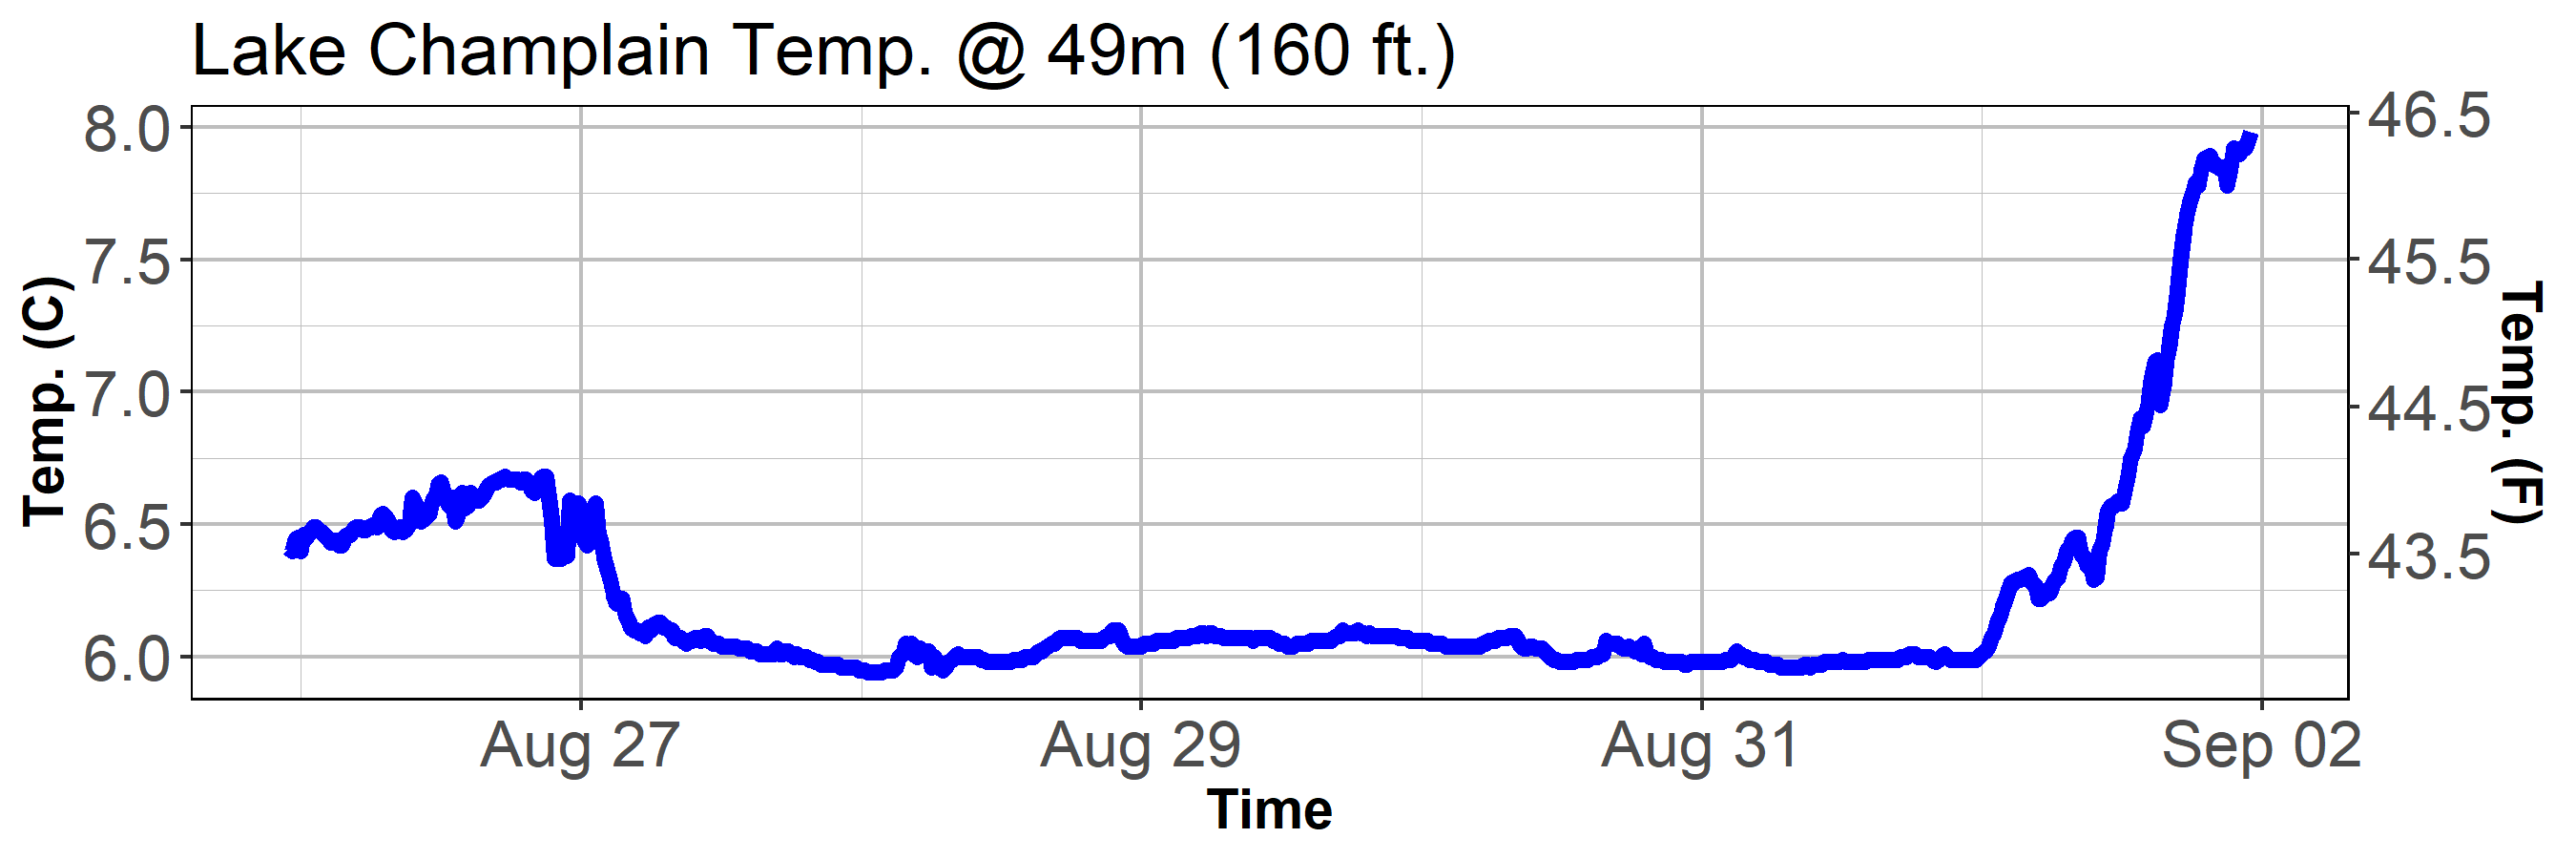 Lake Champlain Temp. @ 49m (160 ft.)
8.0
7.5
7.0
6.5
6.0
Temp. (C)
46.5
45.5
44.5
43.5
Temp. (F)
Aug 27
Aug 29
Aug 31
Sep 02
Time